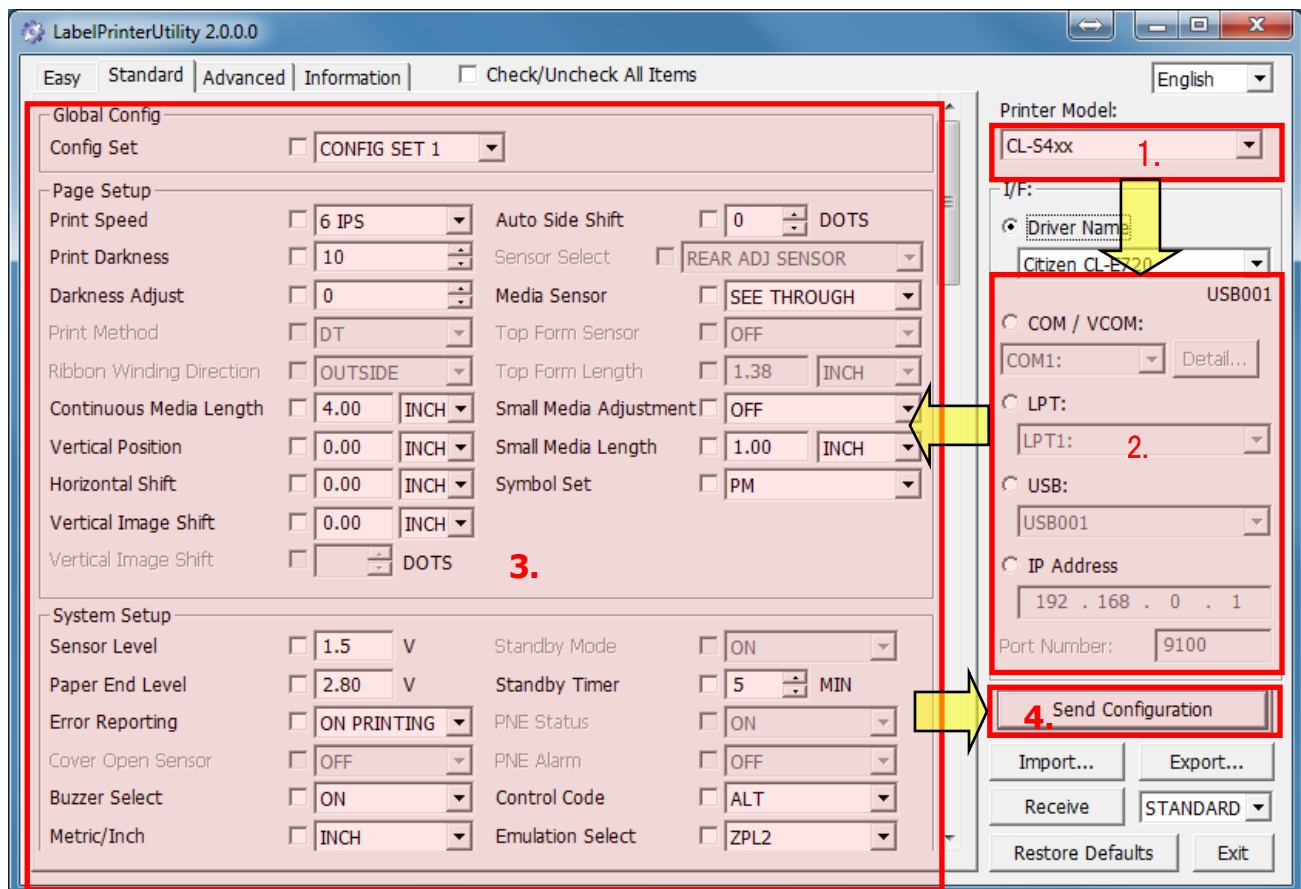 LabelPrinterUtility 2.0.0.0
Easy Standard Advanced Information Check/Uncheck All Items English
Global Config
Config Set CONFIG SET 1
Page Setup
Print Speed 6 IPS Auto Side Shift 0 DOTS
Print Darkness 10 Sensor Select REAR ADJ SENSOR
Darkness Adjust 0 Media Sensor SEE THROUGH
Print Method DT Top Form Sensor OFF
Ribbon Winding Direction OUTSIDE Top Form Length 1.38 INCH
Continuous Media Length 4.00 INCH Small Media Adjustment OFF
Vertical Position 0.00 INCH Small Media Length 1.00 INCH
Horizontal Shift 0.00 INCH Symbol Set PM
Vertical Image Shift 0.00 INCH
Vertical Image Shift DOTS
3.
System Setup
Sensor Level 1.5 V Standby Mode ON
Paper End Level 2.80 V Standby Timer 5 MIN
Error Reporting ON PRINTING PNE Status ON
Cover Open Sensor OFF PNE Alarm OFF
Buzzer Select ON Control Code ALT
Metric/Inch INCH Emulation Select ZPL2
Printer Model:
CL-S4xx 1.
I/F:
Driver Name
Citizen CL-E720
USB001
COM / VCOM:
COM1: Detail...
LPT:
LPT1: 2.
USB:
USB001
IP Address
192 . 168 . 0 . 1
Port Number: 9100
4. Send Configuration
Import... Export...
Receive STANDARD
Restore Defaults Exit